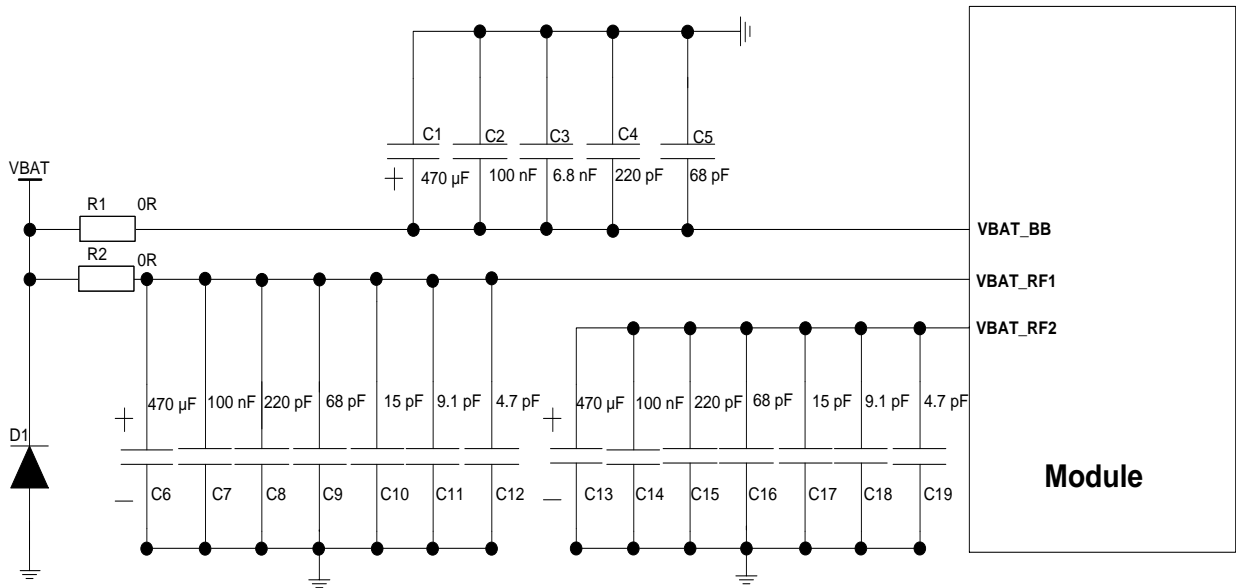 C1 C2 C3 C4 C5
+ 470 µF 100 nF 6.8 nF 220 pF 68 pF
VBAT
R1 0R
VBAT_BB
R2 0R
VBAT_RF1
VBAT_RF2
+ 470 µF 100 nF 220 pF 68 pF 15 pF 9.1 pF 4.7 pF + 470 µF 100 nF 220 pF 68 pF 15 pF 9.1 pF 4.7 pF
D1
Module
− C6 C7 C8 C9 C10 C11 C12 − C13 C14 C15 C16 C17 C18 C19